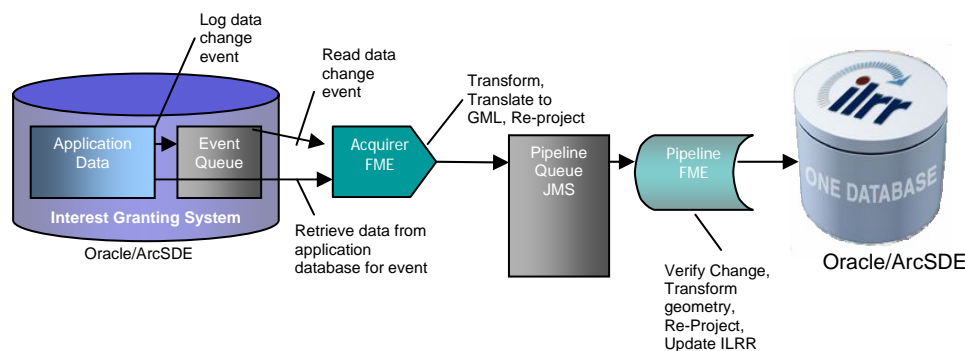 Log data
change
event
Read data
change
event
Transform,
Translate to
GML, Re-project
Application
Data
Event
Queue
Interest Granting System
Oracle/ArcSDE
Acquirer
FME
Retrieve data from
application
database for event
Pipeline
Queue
JMS
Pipeline
FME
Verify Change,
Transform
geometry,
Re-Project,
Update ILRR
ilrr
ONE DATABASE
Oracle/ArcSDE